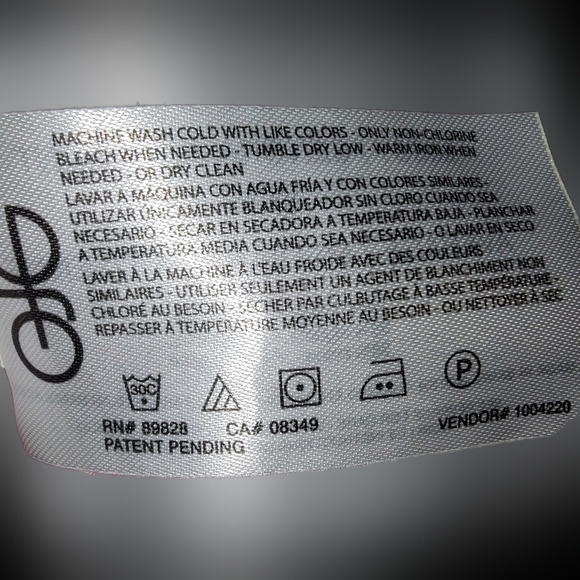 MACHINE WASH COLD WITH LIKE COLORS - ONLY NON-CHLORINE
BLEACH WHEN NEEDED - TUMBLE DRY LOW - WARM IRON WHEN
NEEDED - OR DRY CLEAN
LAVAR A MÁQUINA CON AGUA FRÍA Y CON COLORES SIMILARES -
UTILIZAR ÚNICAMENTE BLANQUEADOR SIN CLORO CUANDO SEA
NECESARIO - SECAR EN SECADORA A TEMPERATURA BAJA - PLANCHAR
A TEMPERATURA MEDIA CUANDO SEA NECESARIO - O LAVAR EN SECO
LAVER À LA MACHINE À L'EAU FROIDE AVEC DES COULEURS
SIMILAIRES - UTILISER SEULEMENT UN AGENT DE BLANCHIMENT NON
CHLORÉ AU BESOIN - SÉCHER PAR CULBUTAGE À BASSE TEMPÉRATURE
REPASSER À TEMPÉRATURE MOYENNE AU BESOIN - OU NETTOYER À SEC
30C P
RN# 89828 CA# 08349 VENDOR# 1004220
PATENT PENDING